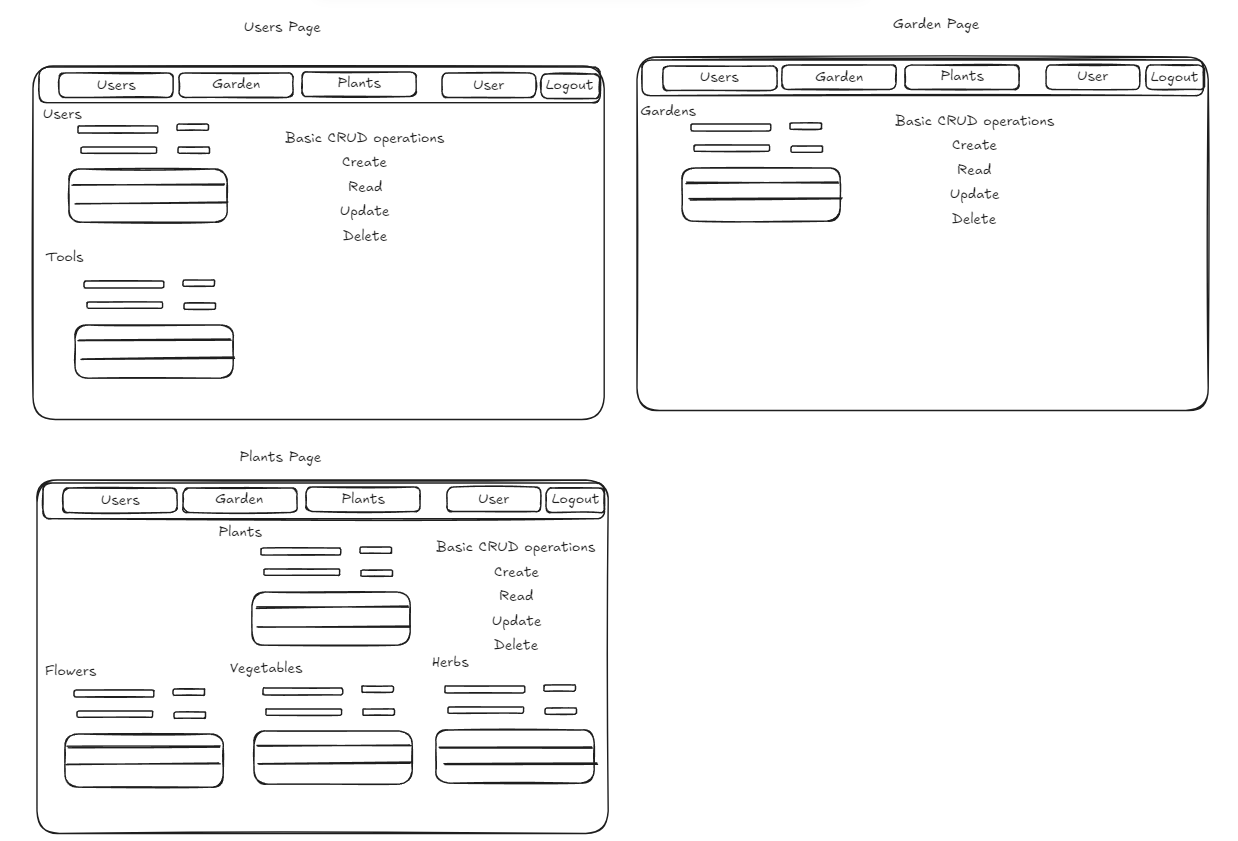 Users Page
Users Garden Plants User Logout
Users
Basic CRUD operations
Create
Read
Update
Delete
Tools
Garden Page
Users Garden Plants User Logout
Gardens
Basic CRUD operations
Create
Read
Update
Delete
Plants Page
Users Garden Plants User Logout
Plants
Basic CRUD operations
Create
Read
Update
Delete
Flowers Vegetables Herbs